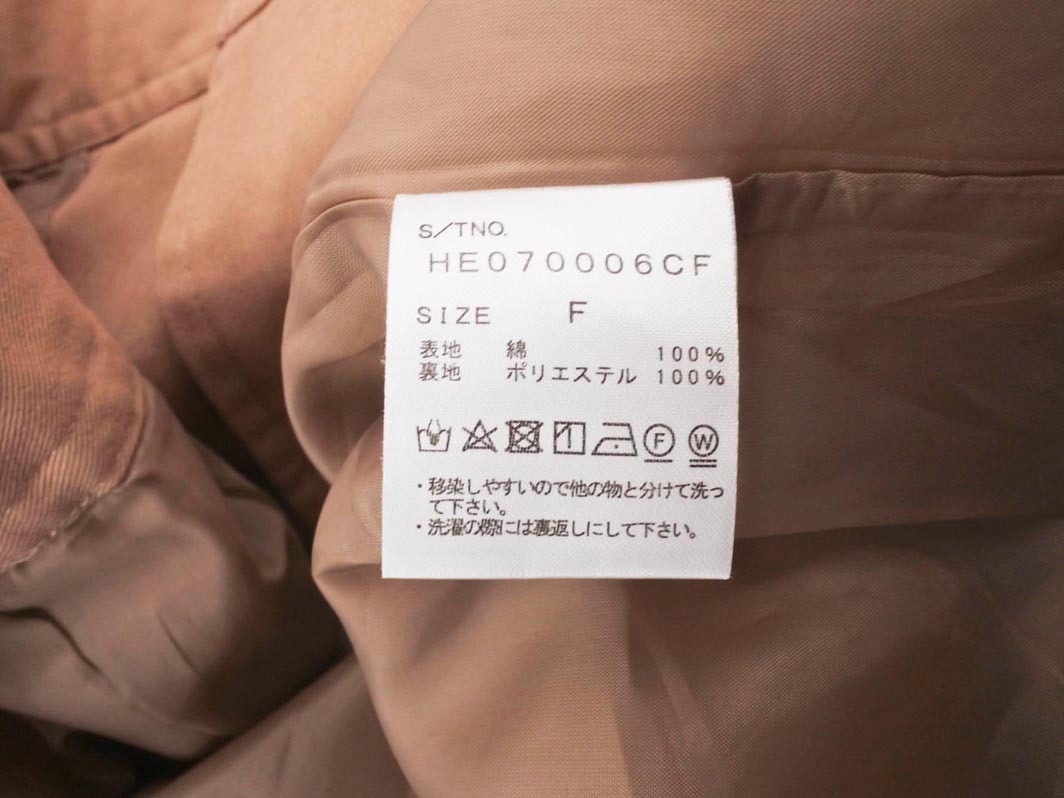 S/TNO.
HE070006CF
SIZE F
表地 綿 100%
裏地 ポリエステル 100%
F W
・移染しやすいので他の物と分けて洗っ
て下さい。
・洗濯の際には裏返しにして下さい。